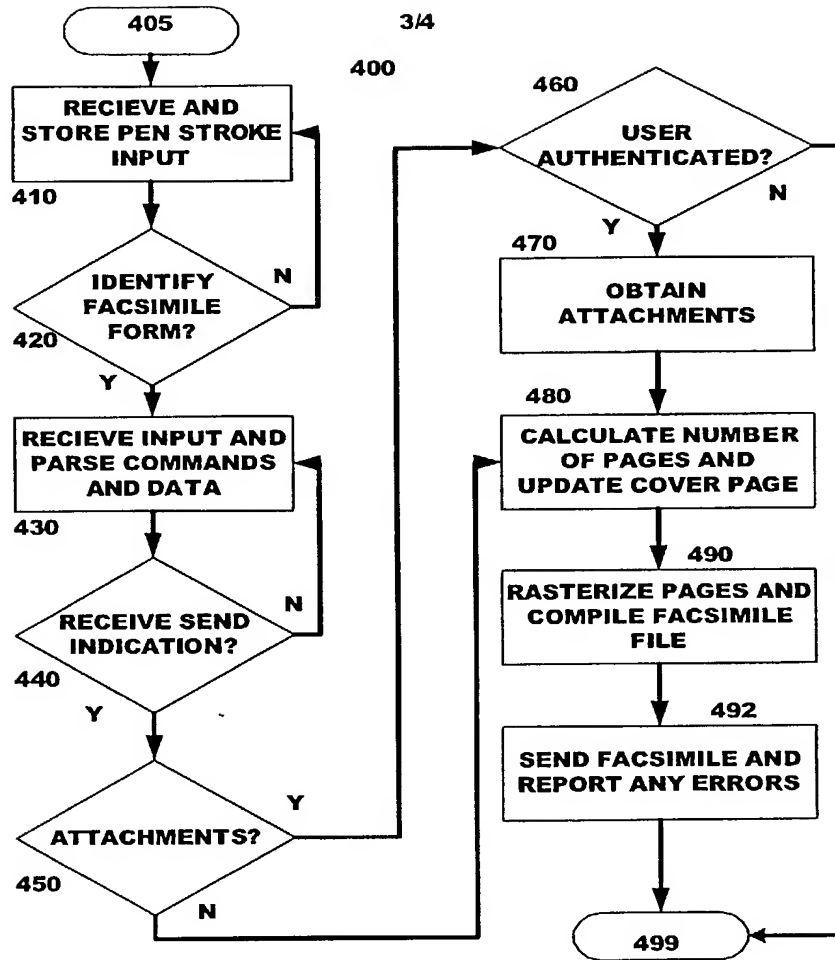 3/4
400
405
RECIEVE AND
STORE PEN STROKE
INPUT
410
IDENTIFY
FACSIMILE
FORM?
N
420
Y
RECIEVE INPUT AND
PARSE COMMANDS
AND DATA
430
RECEIVE SEND
INDICATION?
N
440
Y
ATTACHMENTS?
Y
450
N
460
USER
AUTHENTICATED?
N
Y
470
OBTAIN
ATTACHMENTS
480
CALCULATE NUMBER
OF PAGES AND
UPDATE COVER PAGE
490
RASTERIZE PAGES AND
COMPILE FACSIMILE
FILE
492
SEND FACSIMILE AND
REPORT ANY ERRORS
499